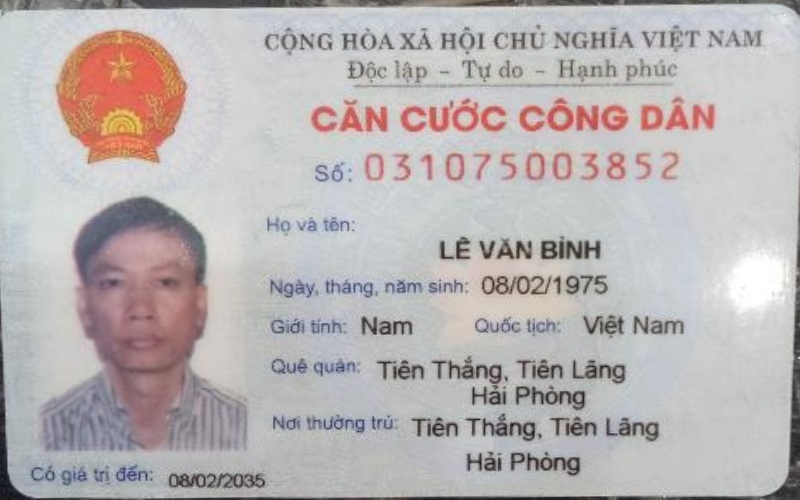 CỘNG HÒA XÃ HỘI CHỦ NGHĨA VIỆT NAM
Độc lập - Tự do - Hạnh phúc
CĂN CƯỚC CÔNG DÂN
Số: 031075003852
Họ và tên:
LÊ VĂN BÌNH
Ngày, tháng, năm sinh: 08/02/1975
Giới tính: Nam Quốc tịch: Việt Nam
Quê quán: Tiên Thắng, Tiên Lãng
Hải Phòng
Nơi thường trú: Tiên Thắng, Tiên Lãng
Hải Phòng
Có giá trị đến: 08/02/2035